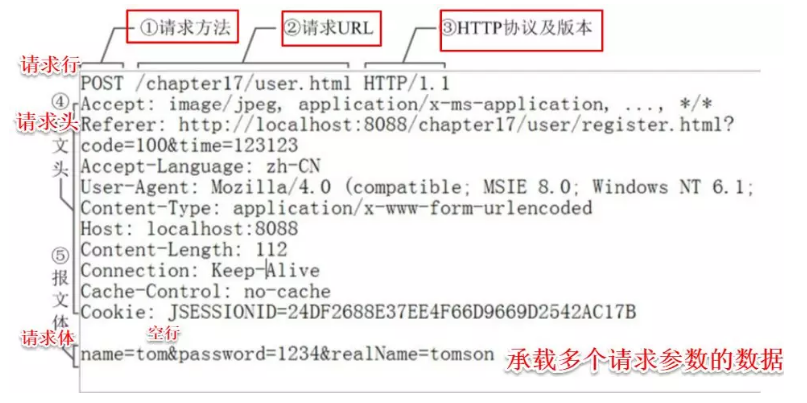 ①请求方法 ②请求URL ③HTTP协议及版本
请求行
POST /chapter17/user.html HTTP/1.1
④ Accept: image/jpeg, application/x-ms-application, ..., */*
请求头 Referer: http://localhost:8088/chapter17/user/register.html?
文 code=100&time=123123
头 Accept-Language: zh-CN
User-Agent: Mozilla/4.0 (compatible; MSIE 8.0; Windows NT 6.1;
Content-Type: application/x-www-form-urlencoded
⑤ Host: localhost:8088
报 Content-Length: 112
Connection: Keep-Alive
文 Cache-Control: no-cache
体 Cookie: JSESSIONID=24DF2688E37EE4F66D9669D2542AC17B
请求体 空行
name=tom&password=1234&realName=tomson 承载多个请求参数的数据